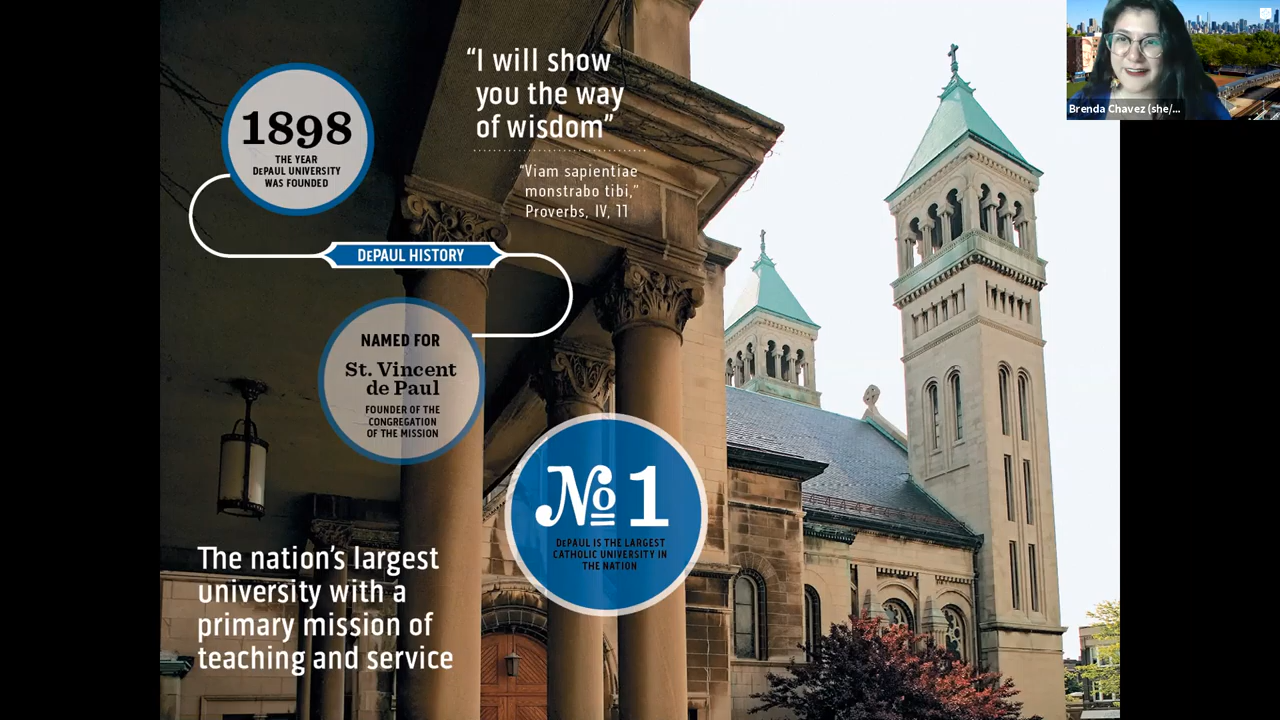 “I will show
you the way
of wisdom”
“Viam sapientiae
monstrabo tibi,”
Proverbs, IV, 11
1898
THE YEAR
DePAUL UNIVERSITY
WAS FOUNDED
DePAUL HISTORY
NAMED FOR
St. Vincent
de Paul
FOUNDER OF THE
CONGREGATION
OF THE MISSION
No 1
DePAUL IS THE LARGEST
CATHOLIC UNIVERSITY IN
THE NATION
The nation’s largest
university with a
primary mission of
teaching and service
Brenda Chavez (she/...